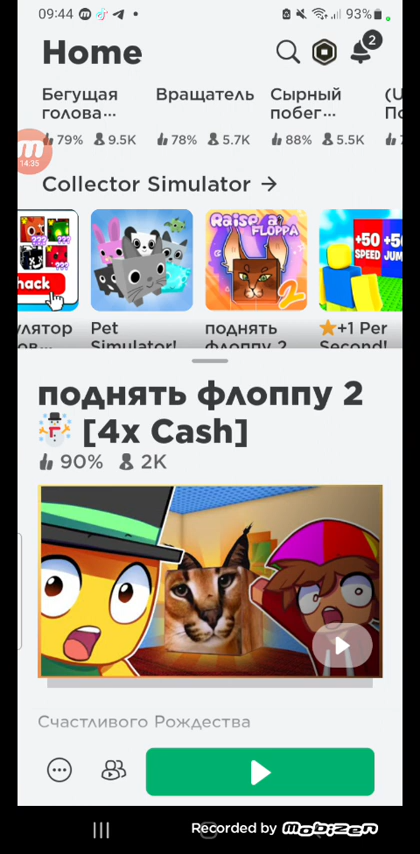 09:44
93%
Home
2
Бегущая голова...
Вращатель
Сырный побег...
79% 9.5K
78% 5.7K
88% 5.5K
14:35
Collector Simulator →
hack
Raise a FLOPPA 2
+50 SPEED
+50
Pet Simulator!
поднять флоппу 2
+1 Per Second!
поднять флоппу 2
[4x Cash]
90% 2K
Счастливого Рождества
Recorded by Mobizen